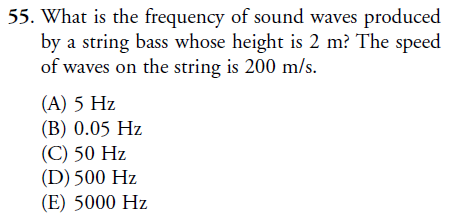 55. What is the frequency of sound waves produced
by a string bass whose height is 2 m? The speed
of waves on the string is 200 m/s.
(A) 5 Hz
(B) 0.05 Hz
(C) 50 Hz
(D) 500 Hz
(E) 5000 Hz